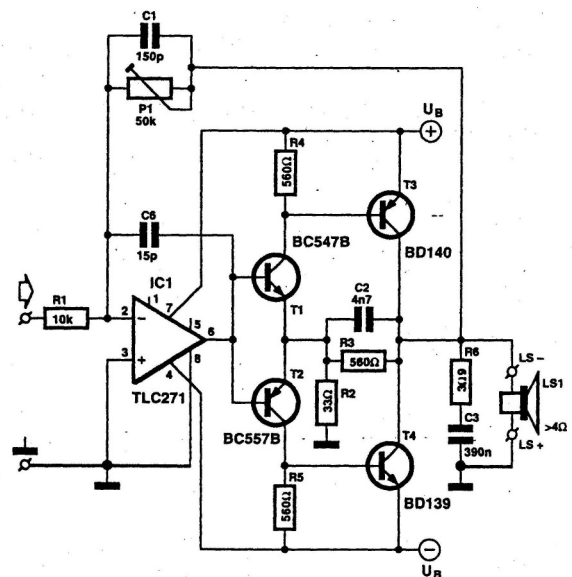 C1
150p
P1
50k
UB
+
R4
560Ω
T3
BC547B
BD140
C6
15p
IC1
R1
10k
1
7
2
−
5
6
3
+
8
4
TLC271
T1
C2
4n7
R3
560Ω
T2
R2
33Ω
BC557B
R6
3Ω9
LS −
LS1
>4Ω
LS +
C3
390n
T4
BD139
R5
560Ω
−
UB